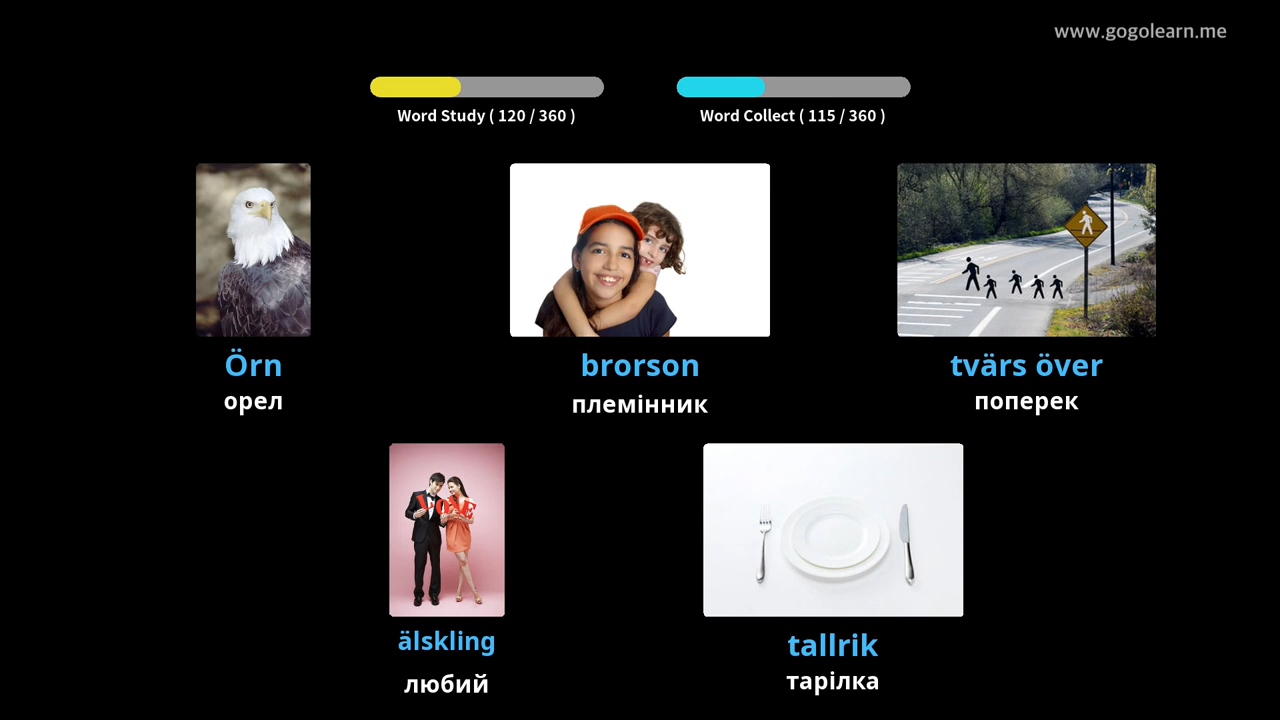 www.gogolearn.me
Word Study ( 120 / 360 )
Word Collect ( 115 / 360 )
Örn
орел
brorson
племінник
tvärs över
поперек
älskling
любий
tallrik
тарілка